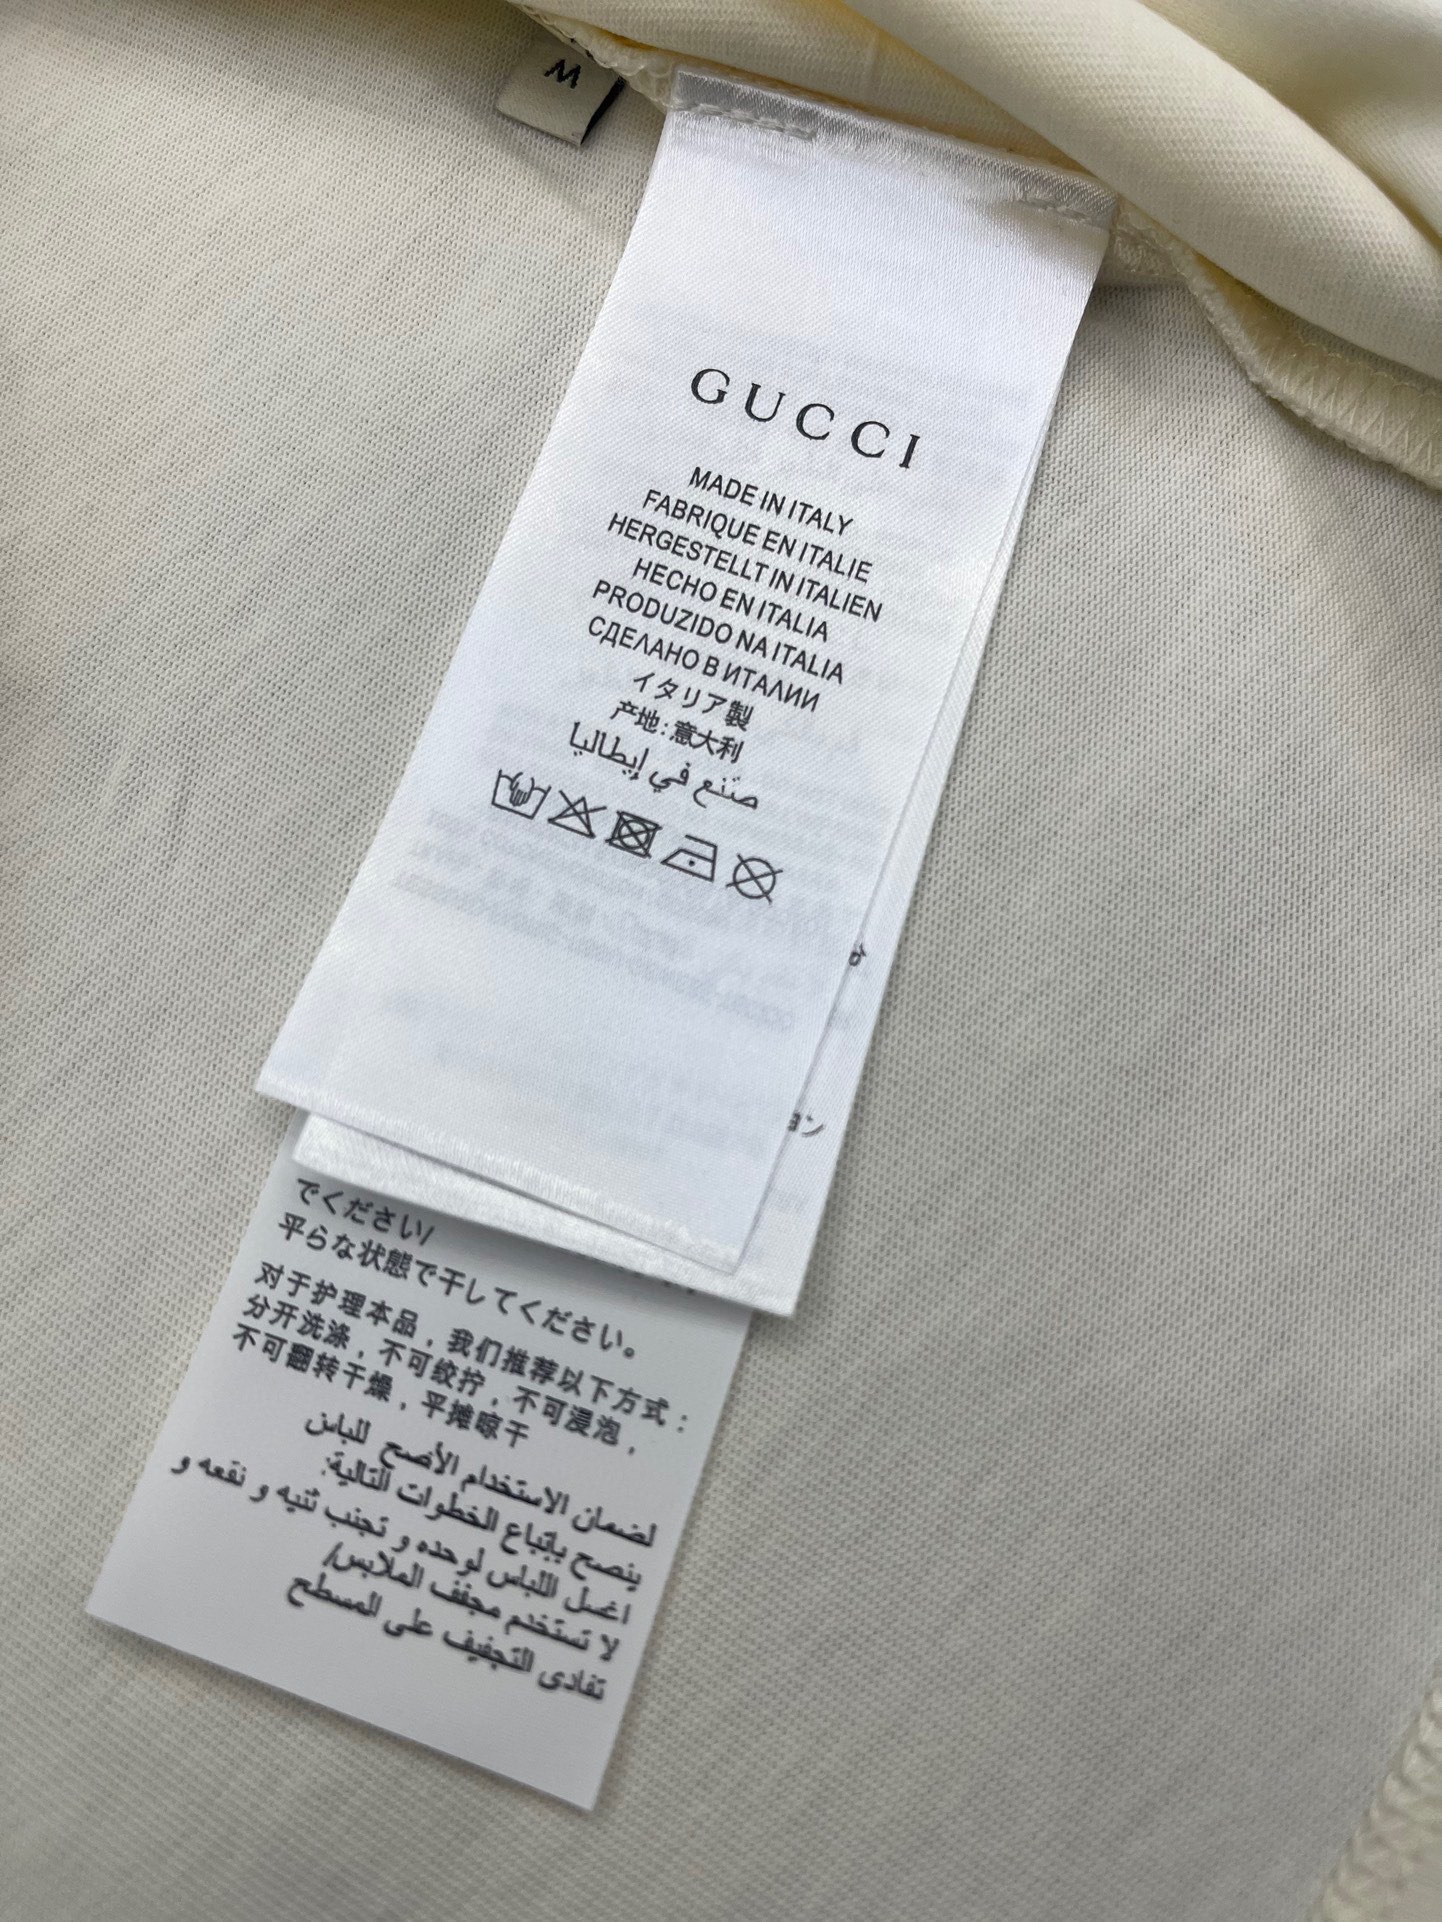 M
GUCCI
MADE IN ITALY
FABRIQUE EN ITALIE
HERGESTELLT IN ITALIEN
HECHO EN ITALIA
PRODUZIDO NA ITALIA
СДЕЛАНО В ИТАЛИИ
イタリア製
产地:意大利
صنع في إيطاليا
ョン
でください/
平らな状態で干してください。
对于护理本品，我们推荐以下方式：
分开洗涤，不可绞拧，不可浸泡，
不可翻转干燥，平摊晾干
لضمان الاستخدام الأصح للباس
ينصح بإتباع الخطوات التالية:
اغسل اللباس لوحده و تجنب ثنيه و نقعه و
لا تستخدم مجفف الملابس/
تفادى التجفيف على المسطح